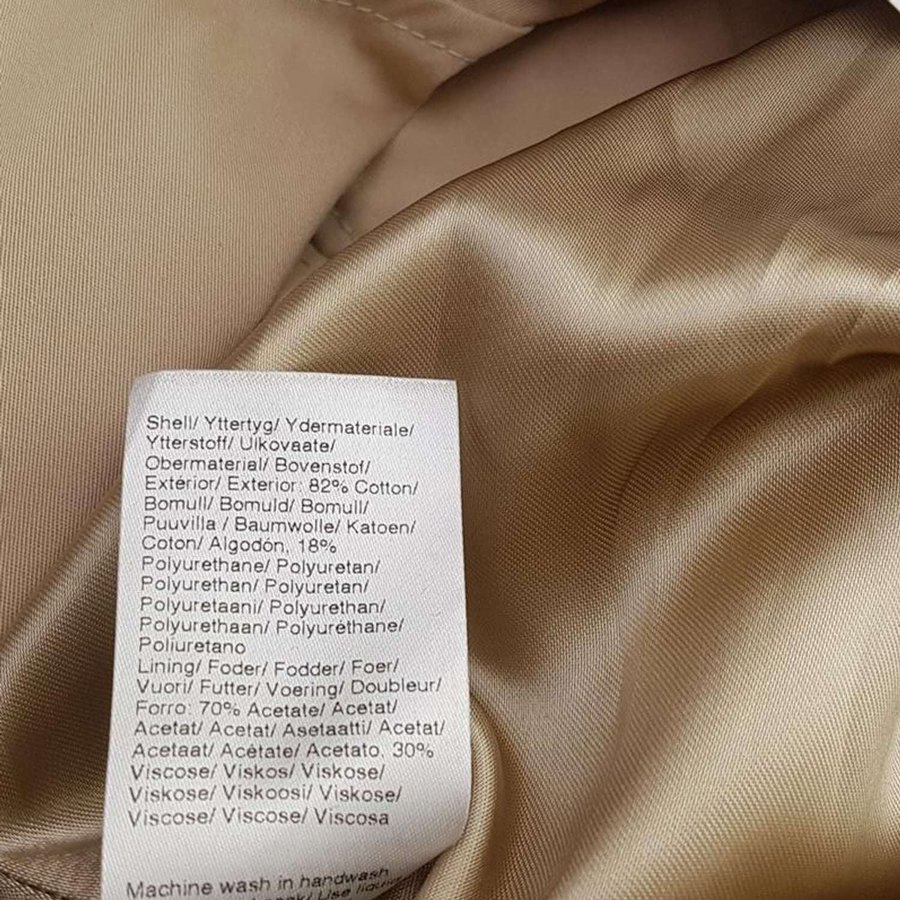 Shell/ Yttertyg/ Ydermateriale/
Ytterstoff/ Ulkovaate/
Obermaterial/ Bovenstof/
Extérior/ Exterior: 82% Cotton/
Bomull/ Bomuld/ Bomull/
Puuvilla / Baumwolle/ Katoen/
Coton/ Algodón, 18%
Polyurethane/ Polyuretan/
Polyurethan/ Polyuretan/
Polyuretaani/ Polyurethan/
Polyurethaan/ Polyuréthane/
Poliuretano
Lining/ Foder/ Fodder/ Foer/
Vuori/ Futter/ Voering/ Doubleur/
Forro: 70% Acetate/ Acetat/
Acetat/ Acetat/ Asetaatti/ Acetat/
Acetaat/ Acétate/ Acetato, 30%
Viscose/ Viskos/ Viskose/
Viskose/ Viskoosi/ Viskose/
Viscose/ Viscose/ Viscosa
Machine wash in handwash
Use